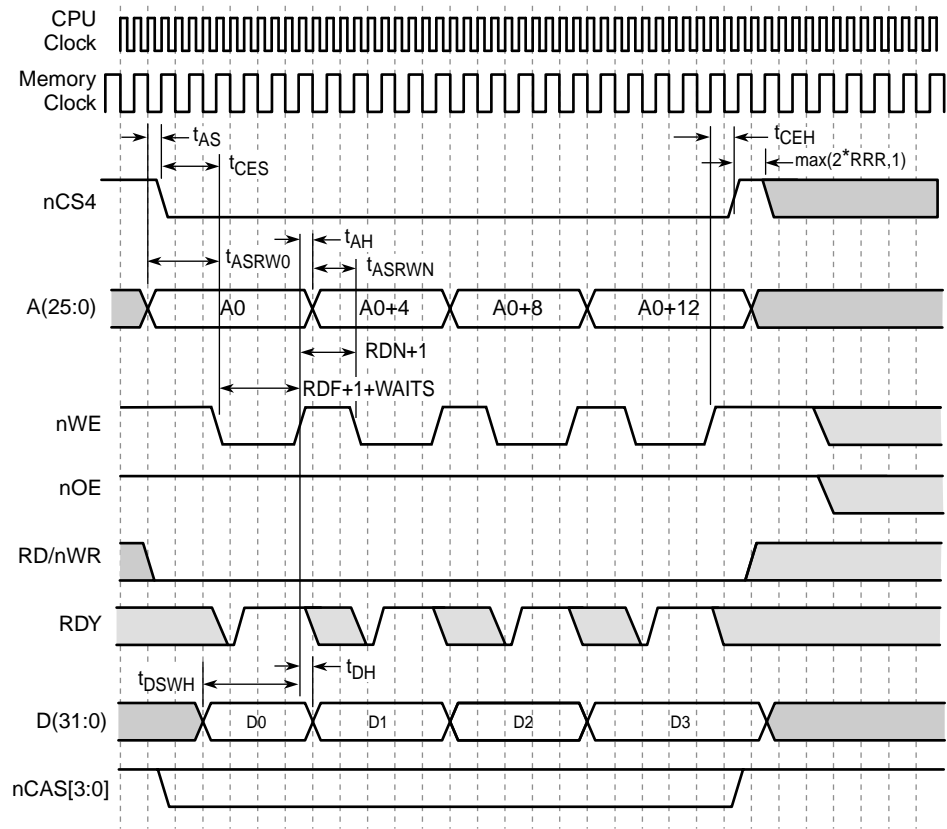 CPU
Clock
Memory
Clock
tAS
tCEH
tCES
max(2*RRR,1)
nCS4
tAH
tASRW0
tASRWN
A(25:0)
A0
A0+4
A0+8
A0+12
RDN+1
RDF+1+WAITS
nWE
nOE
RD/nWR
RDY
tDSWH
tDH
D(31:0)
D0
D1
D2
D3
nCAS[3:0]